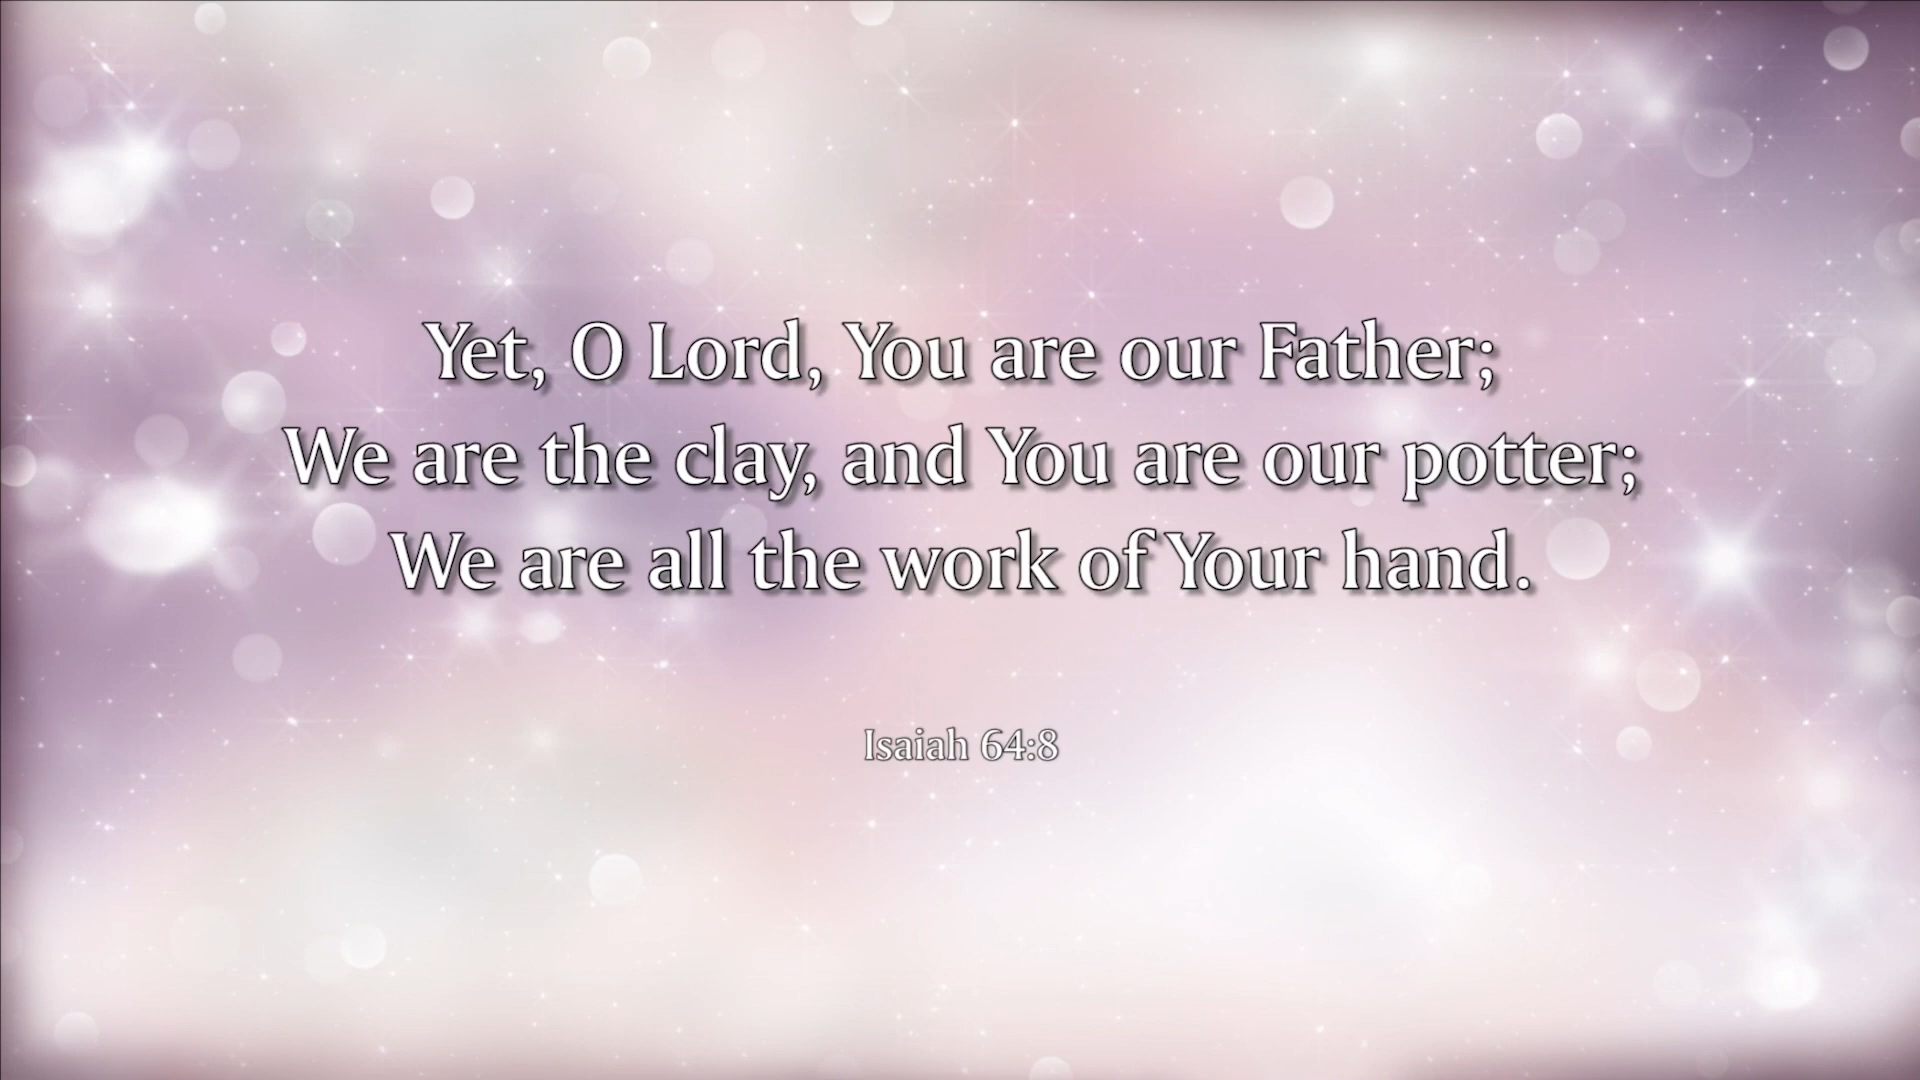 Yet, O Lord, You are our Father;
We are the clay, and You are our potter;
We are all the work of Your hand.
Isaiah 64:8